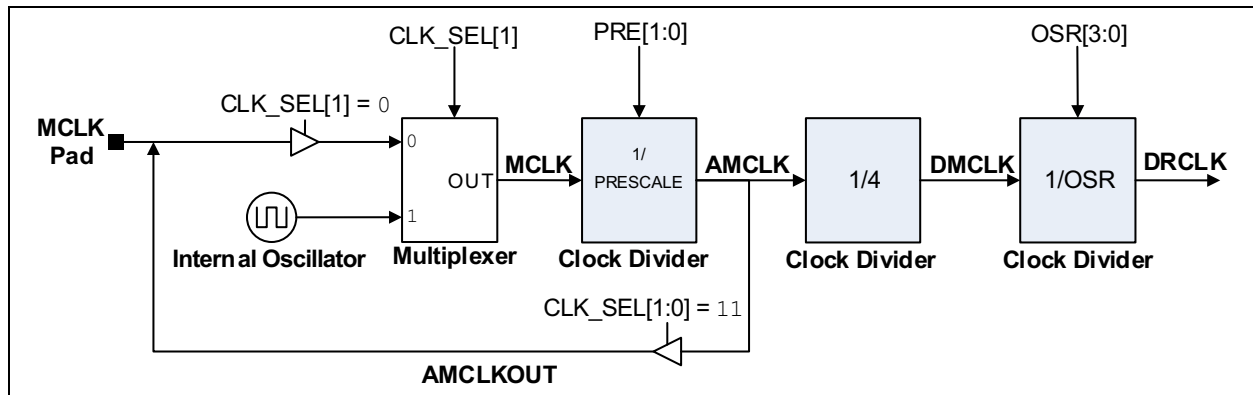 CLK_SEL[1]
PRE[1:0]
OSR[3:0]
CLK_SEL[1] = 0
MCLK
Pad
0
OUT
1
MCLK
1/
PRESCALE
AMCLK
1/4
DMCLK
1/OSR
DRCLK
Internal Oscillator
Multiplexer
Clock Divider
Clock Divider
Clock Divider
CLK_SEL[1:0] = 11
AMCLKOUT